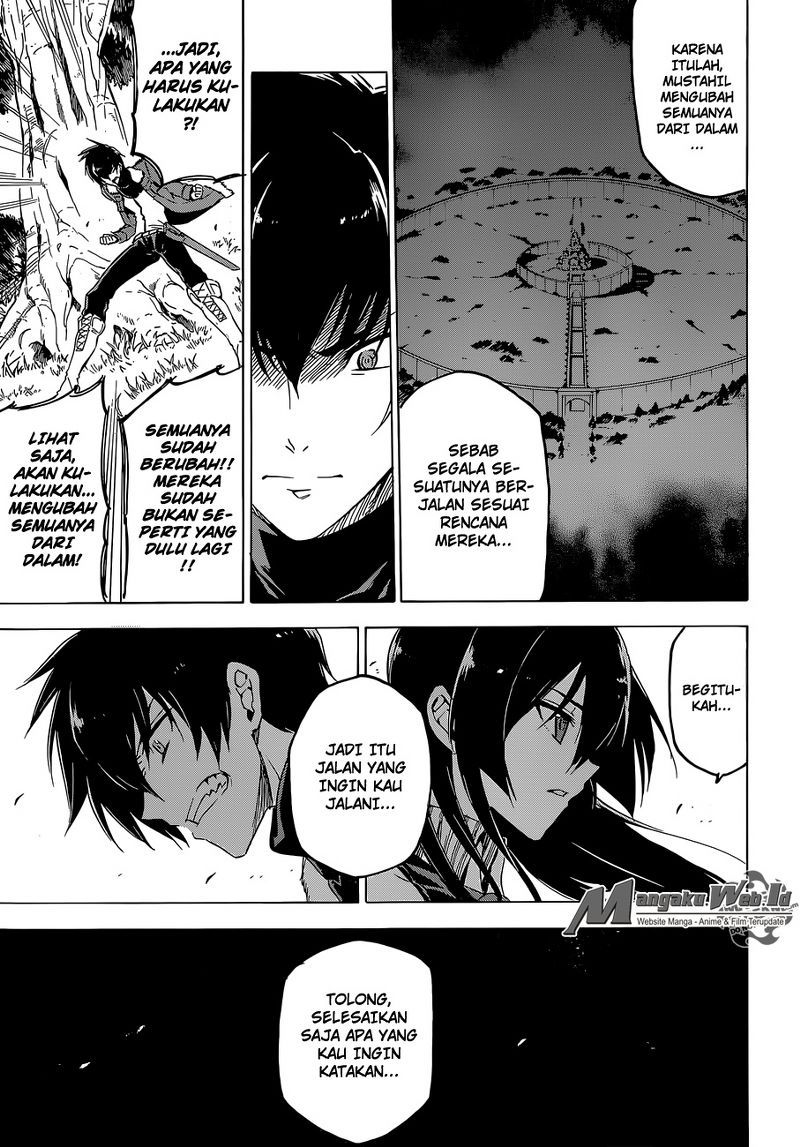 KARENA
ITULAH,
MUSTAHIL
MENGUBAH
SEMUANYA
DARI DALAM
...
SEBAB
SEGALA SE-
SUATUNYA BER-
JALAN SESUAI
RENCANA
MEREKA...
...JADI,
APA YANG
HARUS KU-
LAKUKAN
?!
SEMUANYA
SUDAH
BERUBAH!!
MEREKA
SUDAH
BUKAN SE-
PERTI YANG
DULU LAGI
!!
LIHAT
SAJA,
AKAN KU-
LAKUKAN...
MENGUBAH
SEMUANYA
DARI
DALAM!
BEGITU-
KAH...
JADI ITU
JALAN YANG
INGIN KAU
JALANI...
Mangaku Web.Id
Website Manga - Anime & Film Terupdate
TOLONG,
SELESAIKAN
SAJA APA YANG
KAU INGIN
KATAKAN...